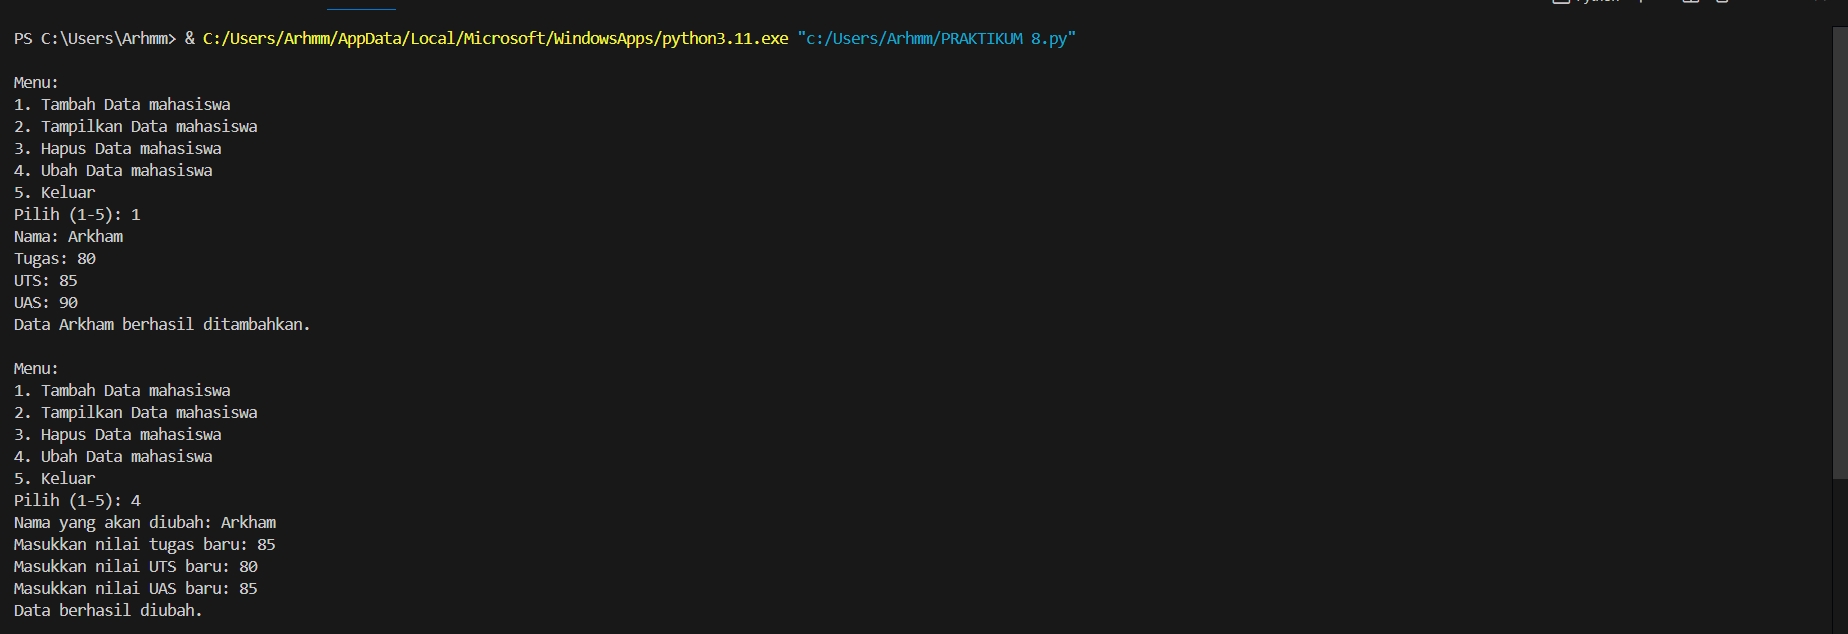 PS C:\Users\Arhmm> & C:/Users/Arhmm/AppData/Local/Microsoft/WindowsApps/python3.11.exe "c:/Users/Arhmm/PRAKTIKUM 8.py"
Menu:
1. Tambah Data mahasiswa
2. Tampilkan Data mahasiswa
3. Hapus Data mahasiswa
4. Ubah Data mahasiswa
5. Keluar
Pilih (1-5): 1
Nama: Arkham
Tugas: 80
UTS: 85
UAS: 90
Data Arkham berhasil ditambahkan.
Menu:
1. Tambah Data mahasiswa
2. Tampilkan Data mahasiswa
3. Hapus Data mahasiswa
4. Ubah Data mahasiswa
5. Keluar
Pilih (1-5): 4
Nama yang akan diubah: Arkham
Masukkan nilai tugas baru: 85
Masukkan nilai UTS baru: 80
Masukkan nilai UAS baru: 85
Data berhasil diubah.